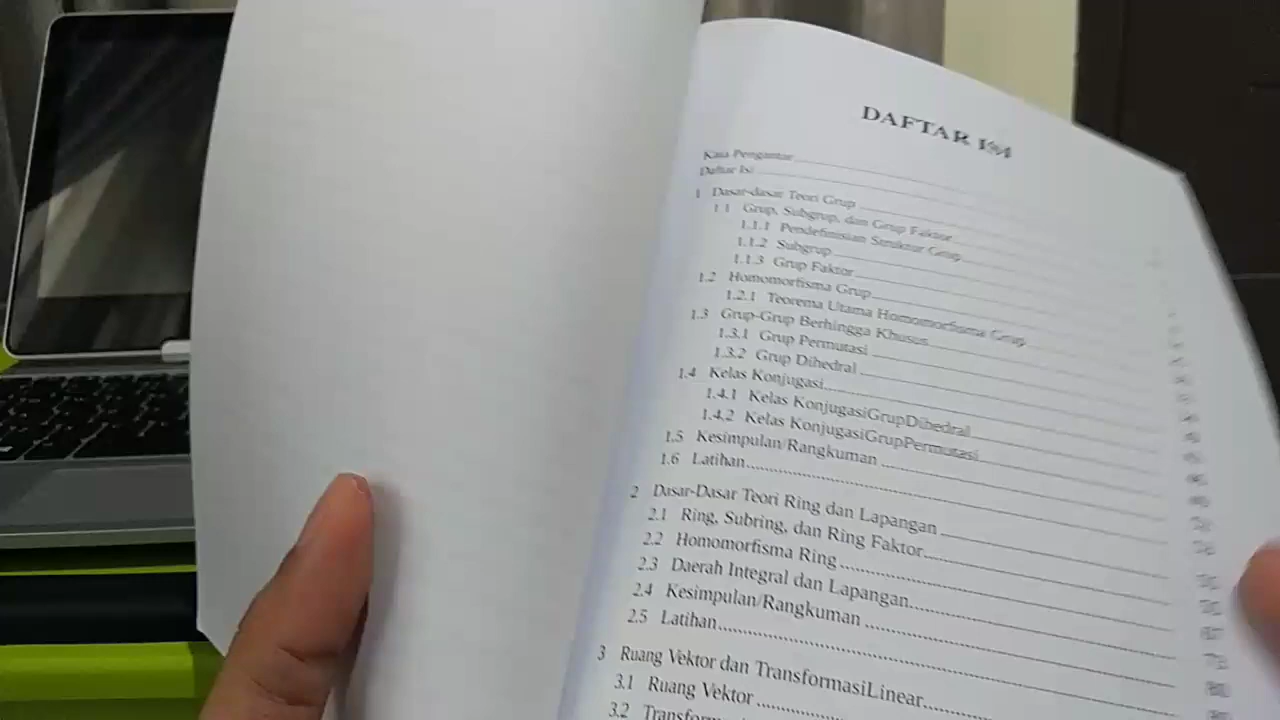 DAFTAR ISI
Kata Pengantar
Daftar Isi
1 Dasar-dasar Teori Grup
1.1 Grup, Subgrup, dan Grup Faktor
1.1.1 Pendefinisian Struktur Grup
1.1.2 Subgrup
1.1.3 Grup Faktor
1.2 Homomorfisma Grup
1.2.1 Teorema Utama Homomorfisma Grup
1.3 Grup-Grup Berhingga Khusus
1.3.1 Grup Permutasi
1.3.2 Grup Dihedral
1.4 Kelas Konjugasi
1.4.1 Kelas KonjugasiGrupDihedral
1.4.2 Kelas KonjugasiGrupPermutasi
1.5 Kesimpulan/Rangkuman
1.6 Latihan
2 Dasar-Dasar Teori Ring dan Lapangan
2.1 Ring, Subring, dan Ring Faktor
2.2 Homomorfisma Ring
2.3 Daerah Integral dan Lapangan
2.4 Kesimpulan/Rangkuman
2.5 Latihan
3 Ruang Vektor dan TransformasiLinear
3.1 Ruang Vektor
3.2